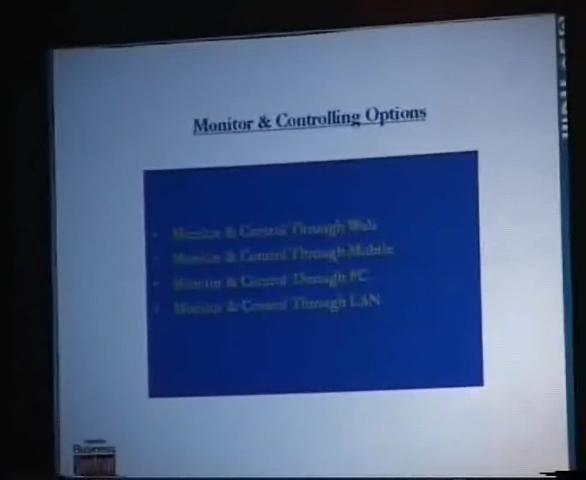 Monitor & Controlling Options
Monitor & Control Through Web
Monitor & Control Through Mobile
Monitor & Control Through PC
Monitor & Control Through LAN
Business